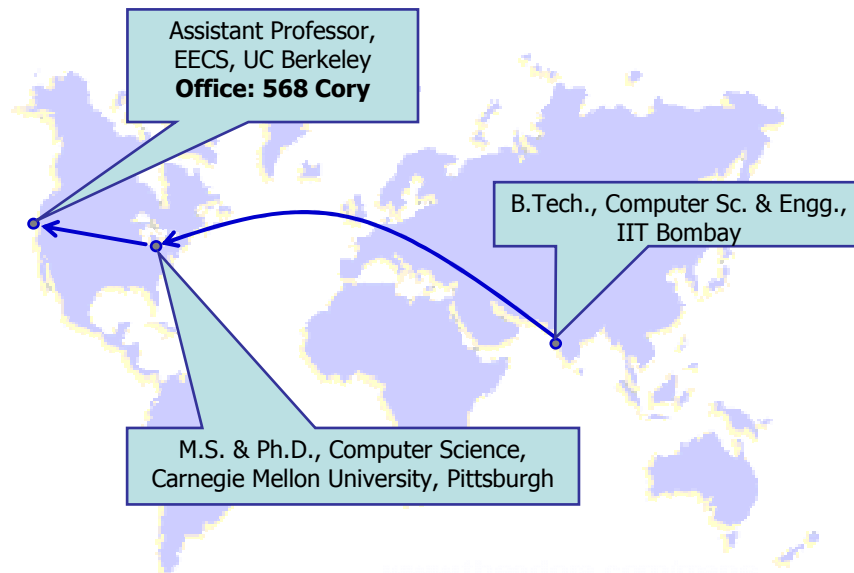 Assistant Professor,
EECS, UC Berkeley
Office: 568 Cory
B.Tech., Computer Sc. & Engg.,
IIT Bombay
M.S. & Ph.D., Computer Science,
Carnegie Mellon University, Pittsburgh